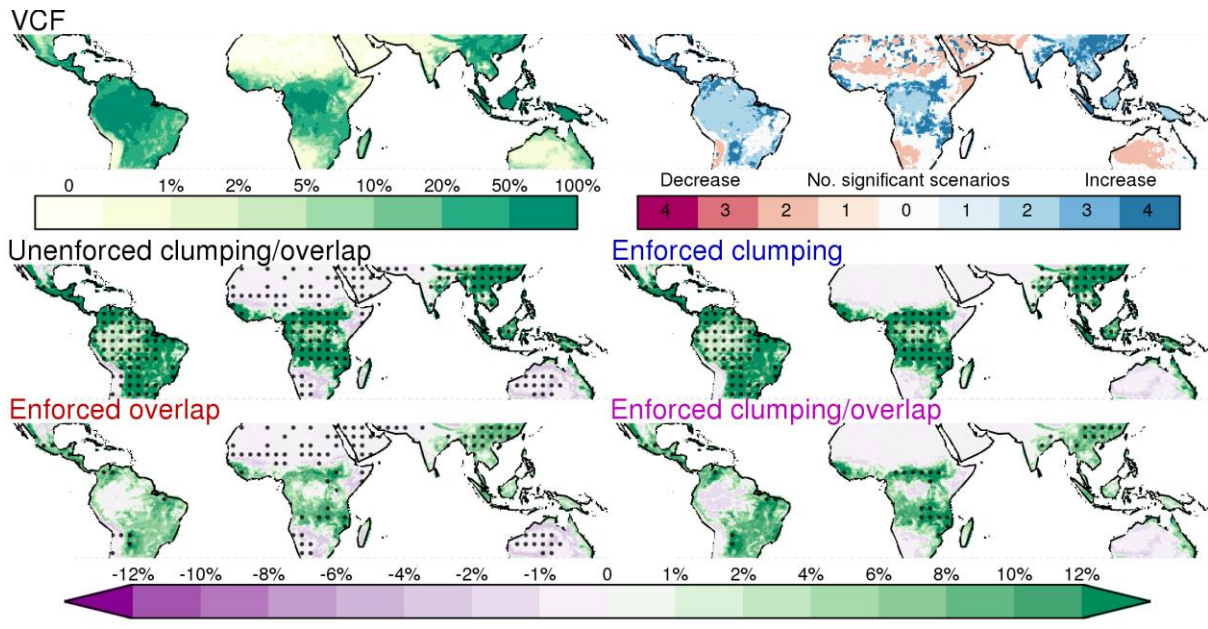 VCF
0 1% 2% 5% 10% 20% 50% 100%
Decrease No. significant scenarios Increase
4 3 2 1 0 1 2 3 4
Unenforced clumping/overlap
Enforced clumping
Enforced overlap
Enforced clumping/overlap
-12% -10% -8% -6% -4% -2% -1% 0 1% 2% 4% 6% 8% 10% 12%